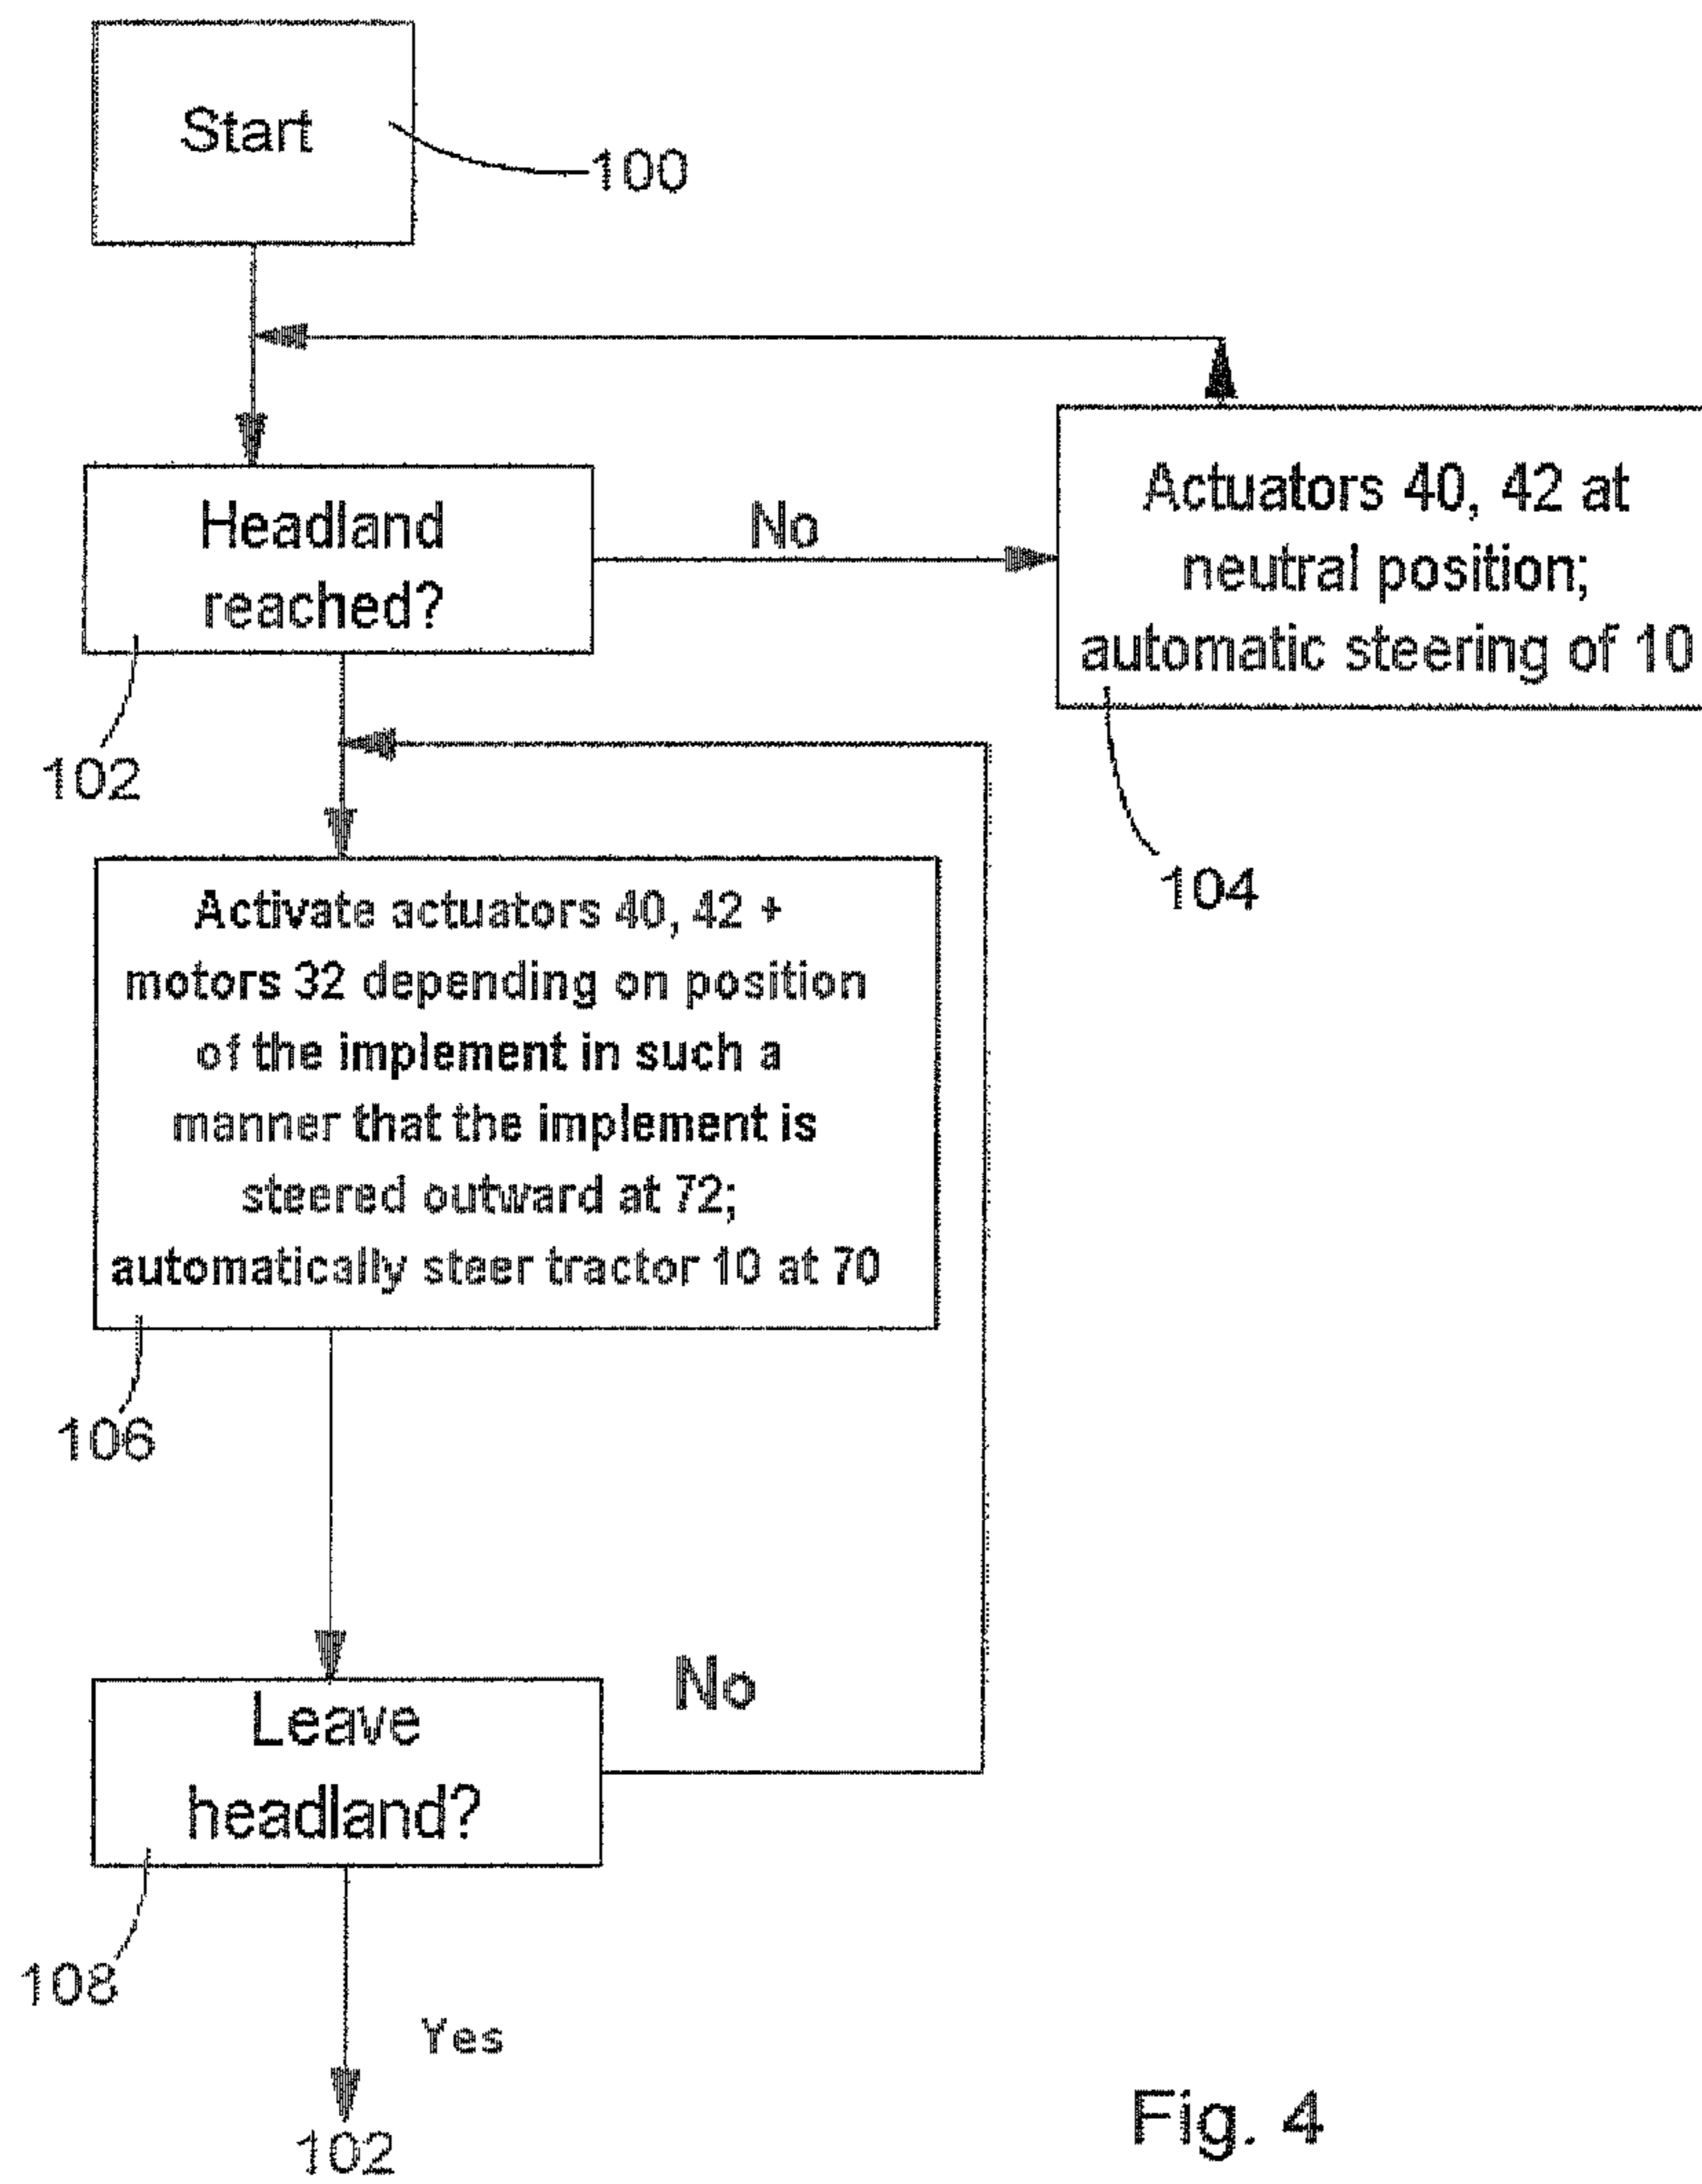 Start
100
Headland
reached?
No
102
Actuators 40, 42 at
neutral position;
automatic steering of 10
104
Activate actuators 40, 42 +
motors 32 depending on position
of the implement in such a
manner that the implement is
steered outward at 72;
automatically steer tractor 10 at 70
106
Leave
headland?
No
108
Yes
102
Fig. 4